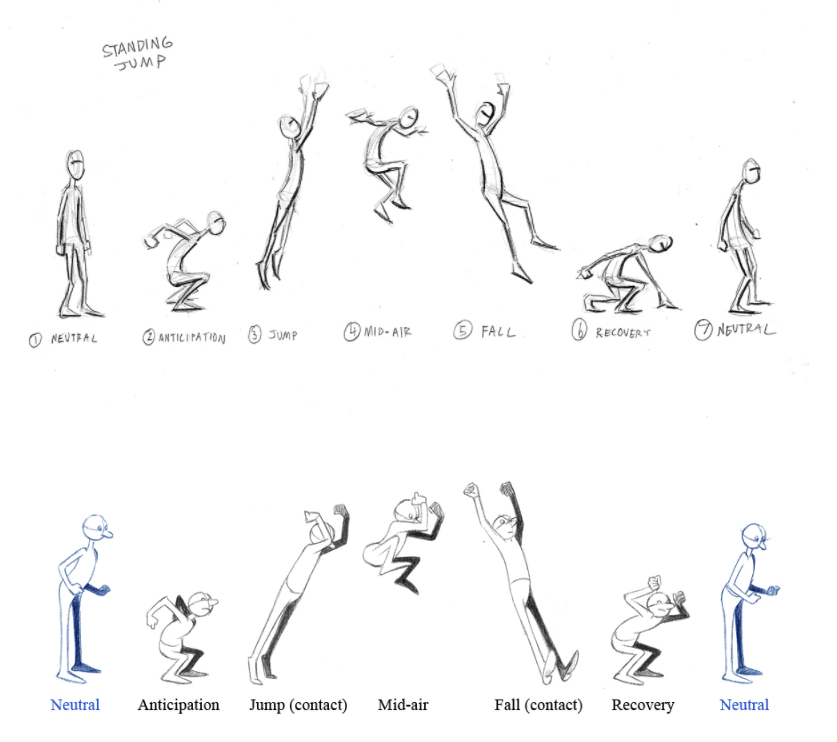 STANDING
JUMP
① NEUTRAL ② ANTICIPATION ③ JUMP ④ MID-AIR ⑤ FALL ⑥ RECOVERY ⑦ NEUTRAL
Neutral Anticipation Jump (contact) Mid-air Fall (contact) Recovery Neutral